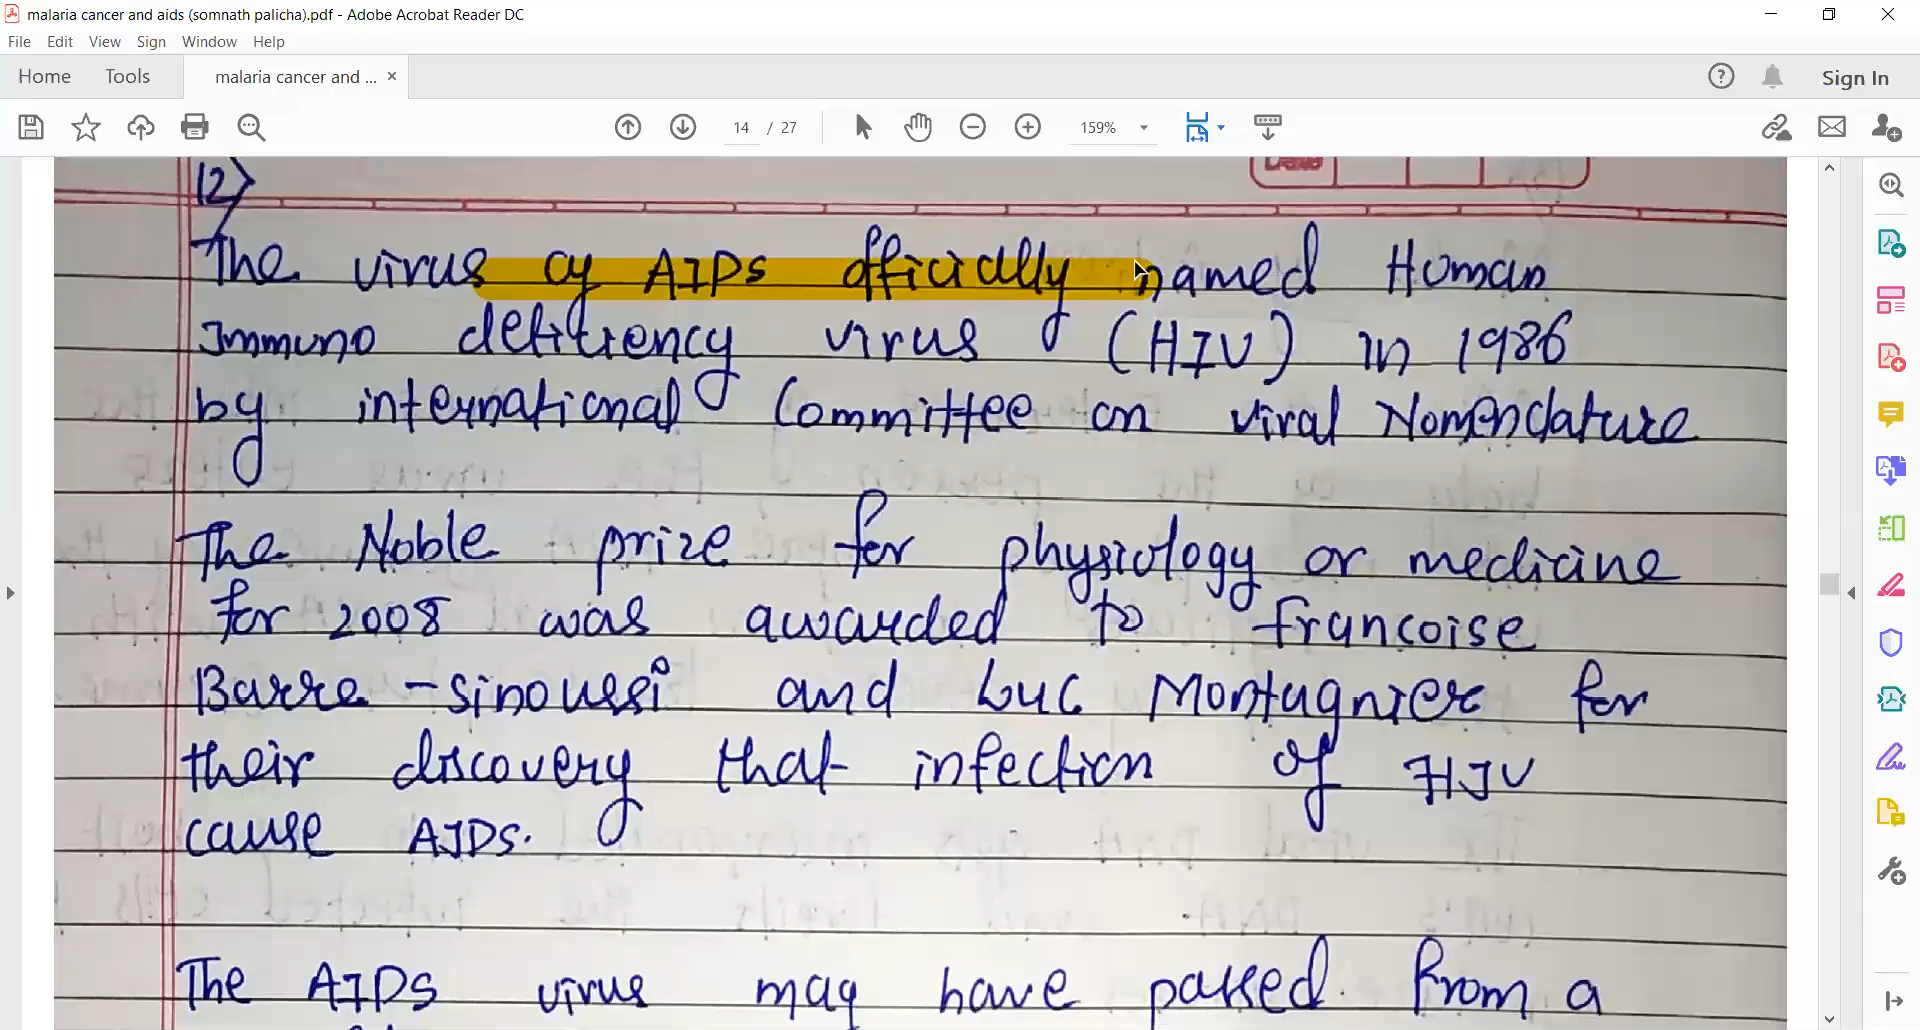 malaria cancer and aids (somnath palicha).pdf - Adobe Acrobat Reader DC
File Edit View Sign Window Help
Home Tools malaria cancer and ... × Sign In
14 / 27 159%
Date
12>
The virus of AIDs officially named Human
Immuno deficiency virus (HIV) in 1986
by international Committee on viral Nomenclature
The Noble prize for physiology or medicine
for 2008 was awarded to francoise
Barre-sinoussi and Luc Montagnier for
their discovery that infection of HIV
cause AIDs.
The AIDs virus may have passed from a